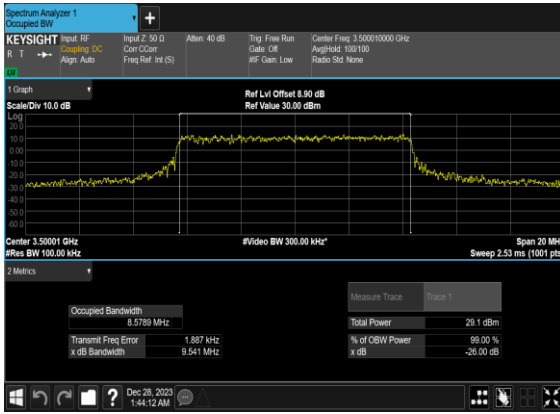 Spectrum Analyzer 1
Occupied BW
+
KEYSIGHT Input: RF Input Z: 50 Ω Atten: 40 dB Trig: Free Run Center Freq: 3.500010000 GHz
R T Coupling: DC Corr CCorr Gate: Off Avg|Hold: 100/100
Align: Auto Freq Ref: Int (S) #IF Gain: Low Radio Std: None
LXI
1 Graph
Ref Lvl Offset 8.90 dB
Scale/Div 10.0 dB Ref Value 30.00 dBm
Log
20.0
10.0
0.00
-10.0
-20.0
-30.0
-40.0
-50.0
-60.0
Center 3.50001 GHz #Video BW 300.00 kHz* Span 20 MH
#Res BW 100.00 kHz Sweep 2.53 ms (1001 pts
2 Metrics
Measure Trace Trace 1
Occupied Bandwidth
8.5789 MHz Total Power 29.1 dBm
Transmit Freq Error 1.887 kHz % of OBW Power 99.00 %
x dB Bandwidth 9.541 MHz x dB -26.00 dB
? Dec 28, 2023
1:44:12 AM